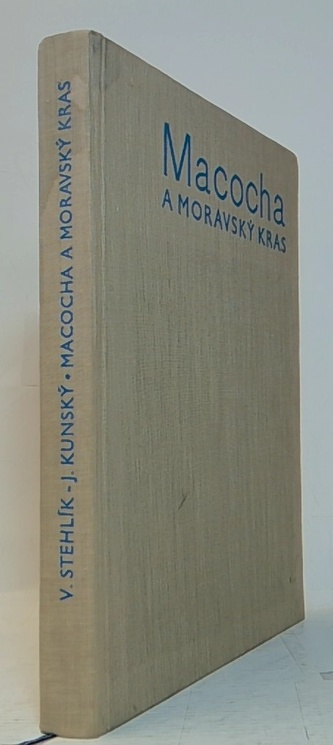 V. STEHLÍK - J. KUNSKÝ • MACOCHA A MORAVSKÝ KRAS
Macocha
A MORAVSKÝ KRAS